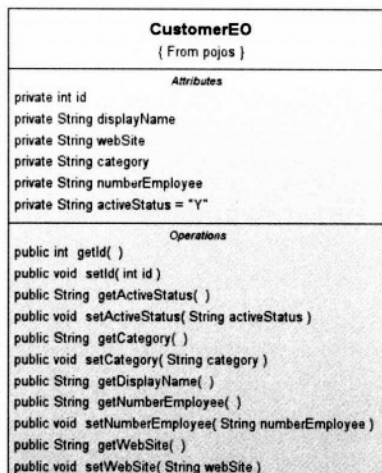 CustomerEO
{ From pojos }
Attributes
private int id
private String displayName
private String webSite
private String category
private String numberEmployee
private String activeStatus = "Y"
Operations
public int getId( )
public void setId( int id )
public String getActiveStatus( )
public void setActiveStatus( String activeStatus )
public String getCategory( )
public void setCategory( String category )
public String getDisplayName( )
public String getNumberEmployee( )
public void setNumberEmployee( String numberEmployee )
public String getWebSite( )
public void setWebSite( String webSite )